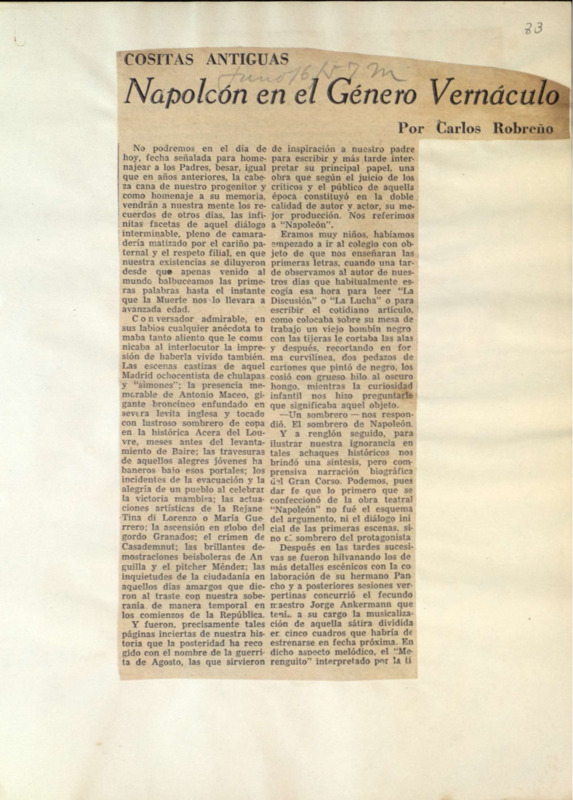 33
COSITAS ANTIGUAS
Junio 16/57 M
Napoleón en el Género Vernáculo
Por Carlos Robreño
No podremos en el día de
hoy, fecha señalada para home-
najear a los Padres, besar, igual
que en años anteriores, la cabe-
za cana de nuestro progenitor y
como homenaje a su memoria,
vendrán a nuestra mente los re-
cuerdos de otros días, las infi-
nitas facetas de aquel diálogo
interminable, pleno de camara-
dería matizado por el cariño pa-
ternal y el respeto filial, en que
nuestra existencias se diluyeron
desde que apenas venido al
mundo balbuceamos las prime-
ras palabras hasta el instante
que la Muerte nos lo llevara a
avanzada edad.
Conversador admirable, en
sus labios cualquier anécdota to-
maba tanto aliento que le comu
nicaba al interlocutor la impre-
sión de haberla vivido también.
Las escenas castizas de aquel
Madrid ochocentista de chulapas
y "simones"; la presencia me-
morable de Antonio Maceo, gi-
gante broncíneo enfundado en
severa levita inglesa y tocado
con lustroso sombrero de copa
en la histórica Acera del Lou-
vre, meses antes del levanta-
miento de Baire; las travesuras
de aquellos alegres jóvenes ha
baneros bajo esos portales; los
incidentes de la evacuación y la
alegría de un pueblo al celebrar
la victoria mambisa; las actua-
ciones artísticas de la Rejane
Tina di Lorenzo o María Gue-
rrero; la ascensión en globo del
gordo Granados; el crimen de
Casademnut; las brillantes de-
mostraciones beisboleras de An
guilla y el pitcher Méndez; las
inquietudes de la ciudadanía en
aquellos días amargos que die-
ron al traste con nuestra sobe-
ranía de manera temporal en
los comienzos de la República.
Y fueron, precisamente tales
páginas inciertas de nuestra his-
toria que la posteridad ha reco
gido con el nombre de la guerri-
ta de Agosto, las que sirvieron
de inspiración a nuestro padre
para escribir y más tarde inter-
pretar su principal papel, una
obra que según el juicio de los
críticos y el público de aquella
época constituyó en la doble
calidad de autor y actor, su me-
jor producción. Nos referimos
a "Napoleón".
Eramos muy niños, habíamos
empezado a ir al colegio con ob-
jeto de que nos enseñaran las
primeras letras, cuando una tar-
de observamos al autor de nues-
tros días que habitualmente es-
cogía esa hora para leer "La
Discusión" o "La Lucha" o para
escribir el cotidiano artículo,
como colocaba sobre su mesa de
trabajo un viejo bombín negro
con las tijeras le cortaba las alas
y después, recortando en for
ma curvilínea, dos pedazos de
cartones que pintó de negro, los
cosió con grueso hilo al oscuro
hongo, mientras la curiosidad
infantil nos hizo preguntarle
que significaba aquel objeto.
—Un sombrero —nos respon-
dió. El sombrero de Napoleón.
Y a renglón seguido, para
ilustrar nuestra ignorancia en
tales achaques históricos nos
brindó una síntesis, pero com-
prensiva narración biográfica
del Gran Corso. Podemos, pues
dar fe que lo primero que se
confeccionó de la obra teatral
"Napoleón" no fué el esquema
del argumento, ni el diálogo ini
cial de las primeras escenas, si-
no el sombrero del protagonista
Después en las tardes sucesi-
vas se fueron hilvanando los de
más detalles escénicos con la co
laboración de su hermano Pan-
cho y a posteriores sesiones ver-
pertinas concurrió el fecundo
maestro Jorge Ankermann que
tenía a su cargo la musicaliza-
ción de aquella sátira dividida
en cinco cuadros que habría de
estrenarse en fecha próxima. En
dicho aspecto melódico, el "Me-
renguito" interpretado por la ti